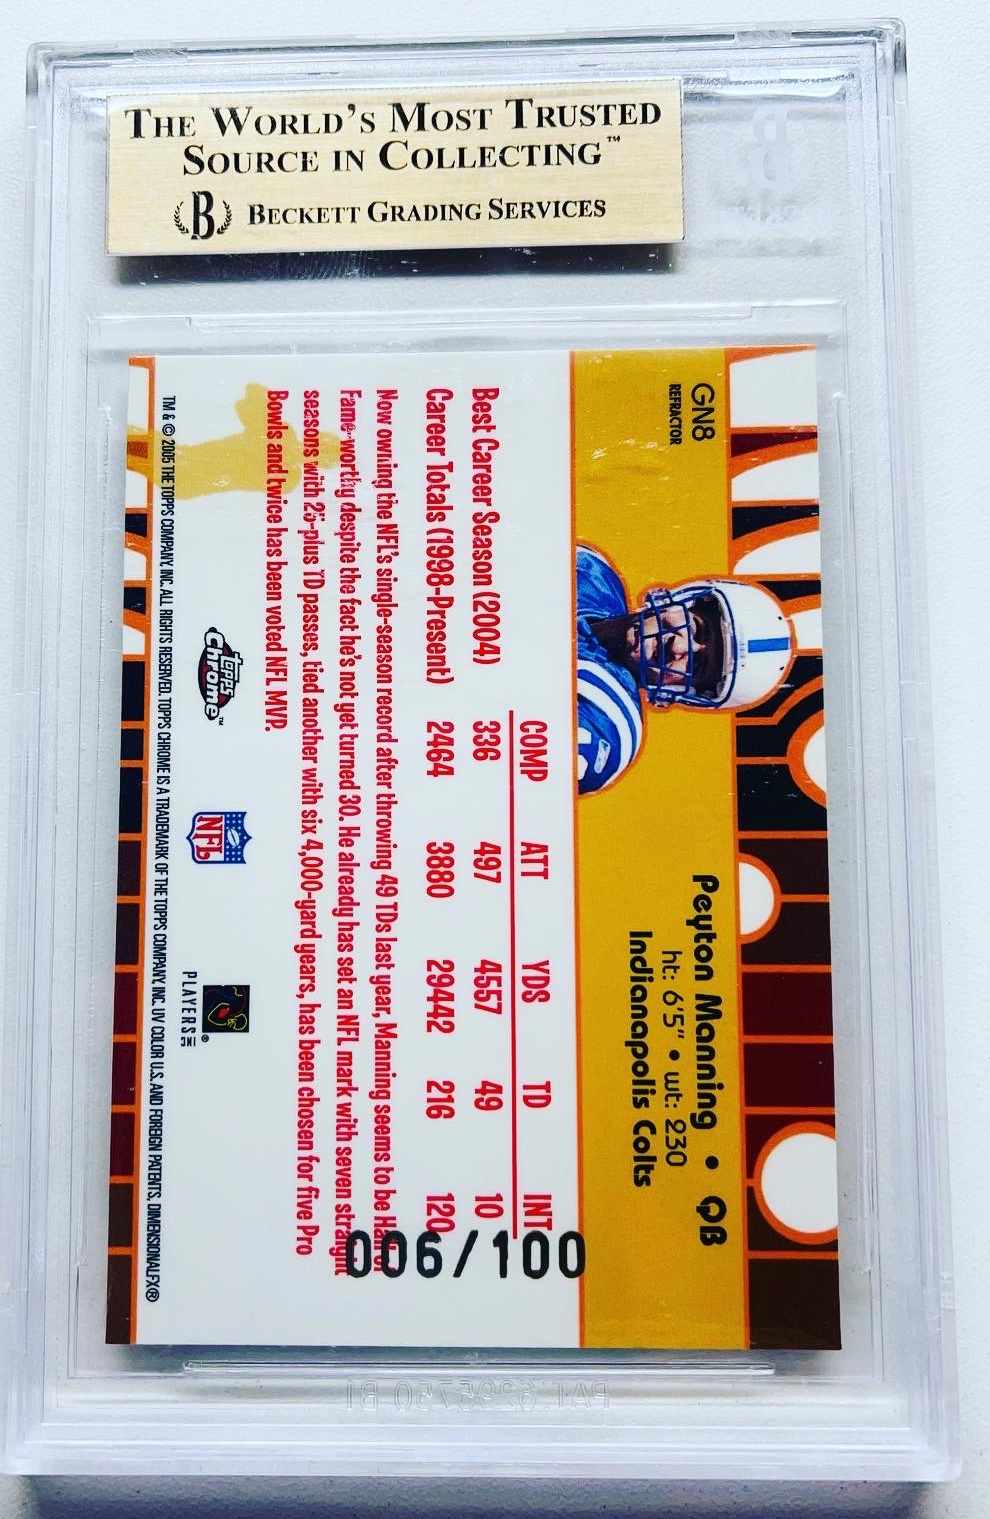 THE WORLD'S MOST TRUSTED
SOURCE IN COLLECTING™
B BECKETT GRADING SERVICES
GN8
REFRACTOR
Peyton Manning • QB
ht: 6'5" • wt: 230
Indianapolis Colts
COMP ATT YDS TD INT
Best Career Season (2004) 336 497 4557 49 10
Career Totals (1998-Present) 2464 3880 29442 216 120
Now owning the NFL's single-season record after throwing 49 TDs last year, Manning seems to be Hall of
Fame-worthy despite the fact he's not yet turned 30. He already has set an NFL mark with seven straight
seasons with 25-plus TD passes, tied another with six 4,000-yard years, has been chosen for five Pro
Bowls and twice has been voted NFL MVP.
006/100
topps
Chrome™
NFL
PLAYERS INC
®
TM & © 2005 THE TOPPS COMPANY, INC. ALL RIGHTS RESERVED. TOPPS CHROME IS A TRADEMARK OF THE TOPPS COMPANY, INC. UV COLOR U.S. AND FOREIGN PATENTS, DIMENSIONALFX®